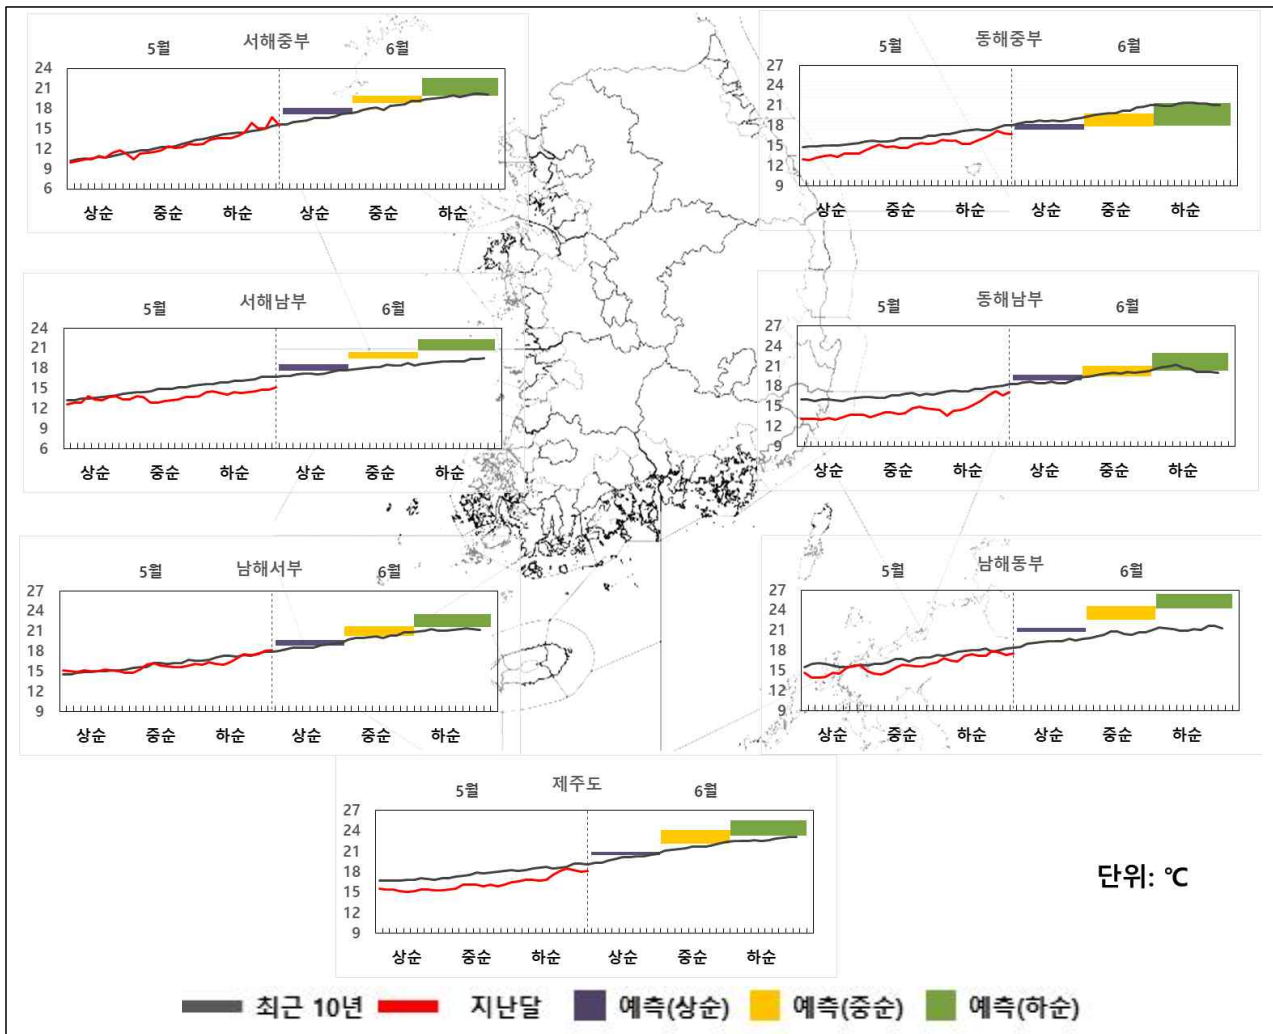 서해중부
5월 6월
24
21
18
15
12
9
6
상순 중순 하순 상순 중순 하순
동해중부
5월 6월
27
24
21
18
15
12
9
상순 중순 하순 상순 중순 하순
서해남부
5월 6월
24
21
18
15
12
9
6
상순 중순 하순 상순 중순 하순
동해남부
5월 6월
27
24
21
18
15
12
9
상순 중순 하순 상순 중순 하순
남해서부
5월 6월
27
24
21
18
15
12
9
상순 중순 하순 상순 중순 하순
남해동부
5월 6월
27
24
21
18
15
12
9
상순 중순 하순 상순 중순 하순
제주도
5월 6월
27
24
21
18
15
12
9
상순 중순 하순 상순 중순 하순
단위: ℃
최근 10년 지난달 예측(상순) 예측(중순) 예측(하순)